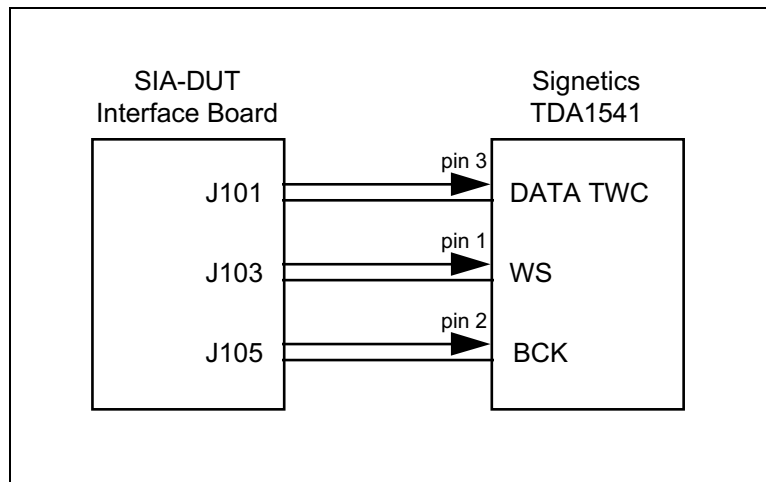 SIA-DUT
Interface Board
Signetics
TDA1541
J101
pin 3
DATA TWC
J103
pin 1
WS
J105
pin 2
BCK